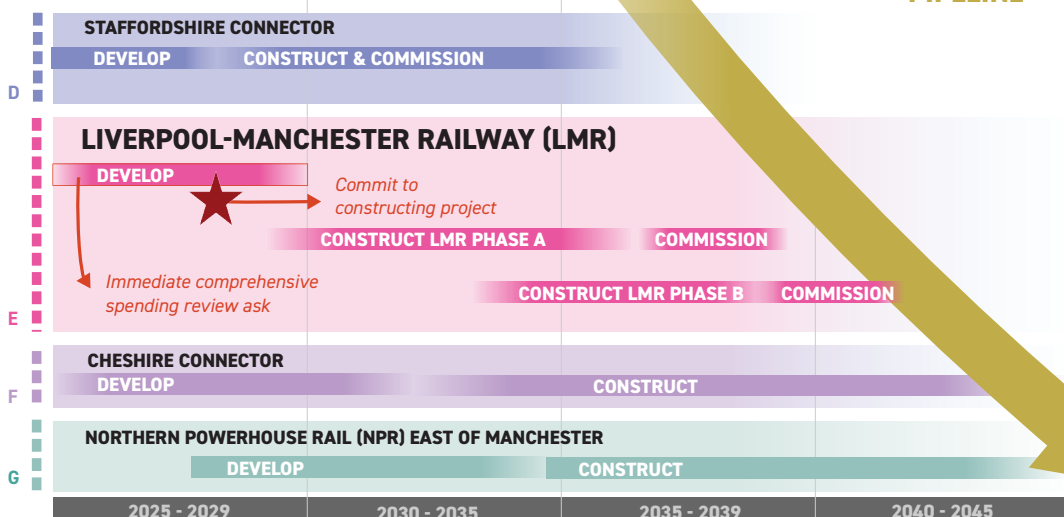 PIPELINE
STAFFORDSHIRE CONNECTOR
DEVELOP
CONSTRUCT & COMMISSION
D
LIVERPOOL-MANCHESTER RAILWAY (LMR)
DEVELOP
Commit to
constructing project
CONSTRUCT LMR PHASE A
COMMISSION
Immediate comprehensive
spending review ask
CONSTRUCT LMR PHASE B
COMMISSION
E
CHESHIRE CONNECTOR
DEVELOP
CONSTRUCT
F
NORTHERN POWERHOUSE RAIL (NPR) EAST OF MANCHESTER
DEVELOP
CONSTRUCT
G
2025 - 2029
2030 - 2035
2035 - 2039
2040 - 2045